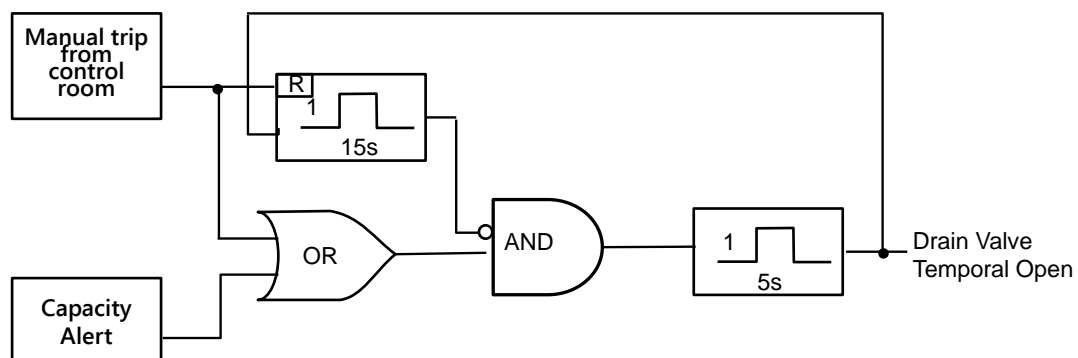 Manual trip
from
control
room
R
1
15s
OR
AND
1
5s
Drain Valve
Temporal Open
Capacity
Alert